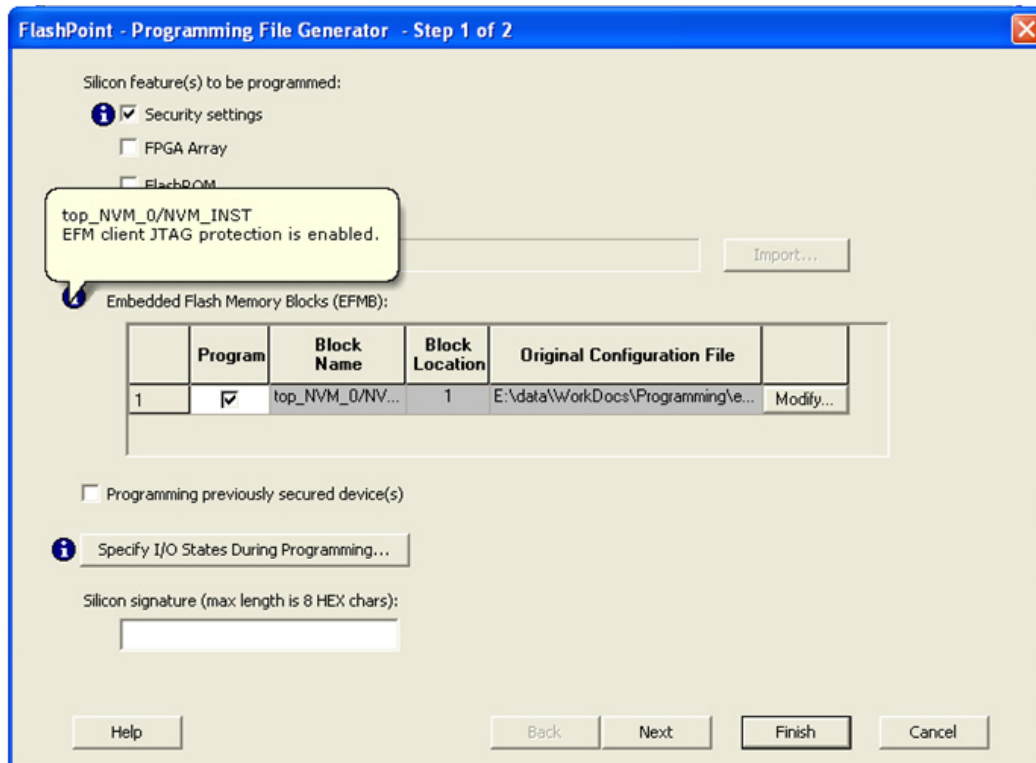 FlashPoint - Programming File Generator - Step 1 of 2
Silicon feature(s) to be programmed:
Security settings
FPGA Array
FlashROM
top_NVM_0/NVM_INST
EFM client JTAG protection is enabled.
Import...
Embedded Flash Memory Blocks (EFMB):
Program Block Name Block Location Original Configuration File
1 top_NVM_0/NV... 1 E:\data\WorkDocs\Programming\e... Modify...
Programming previously secured device(s)
Specify I/O States During Programming...
Silicon signature (max length is 8 HEX chars):
Help Back Next Finish Cancel